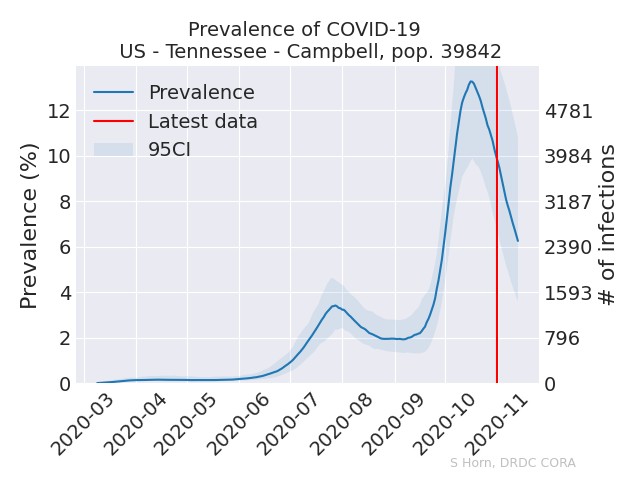 Prevalence of COVID-19
US - Tennessee - Campbell, pop. 39842
Prevalence
Latest data
95CI
Prevalence (%)
12
10
8
6
4
2
0
4781
3984
3187
2390
1593
796
0
# of infections
2020-03
2020-04
2020-05
2020-06
2020-07
2020-08
2020-09
2020-10
2020-11
S Horn, DRDC CORA